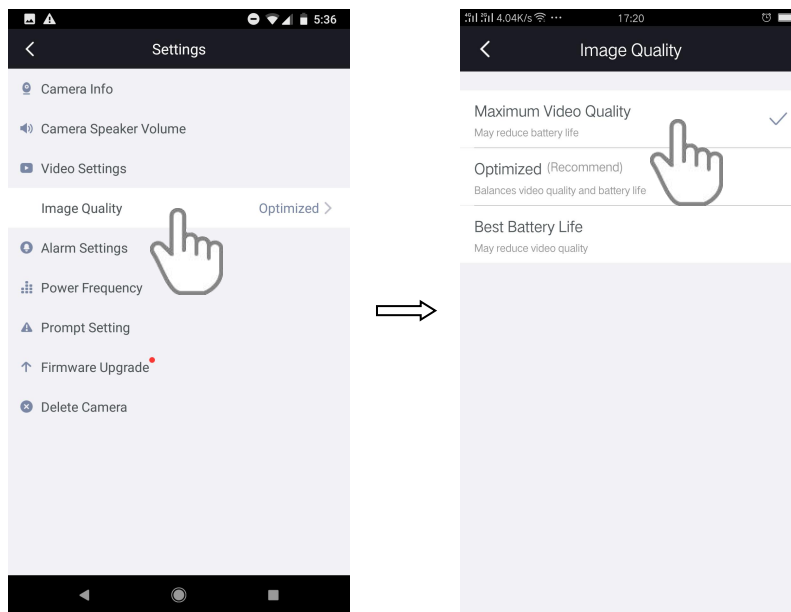 5:36
Settings
Camera Info
Camera Speaker Volume
Video Settings
Image Quality
Optimized >
Alarm Settings
Power Frequency
Prompt Setting
Firmware Upgrade
Delete Camera
4.04K/s ··· 17:20
Image Quality
Maximum Video Quality
May reduce battery life
Optimized (Recommend)
Balances video quality and battery life
Best Battery Life
May reduce video quality